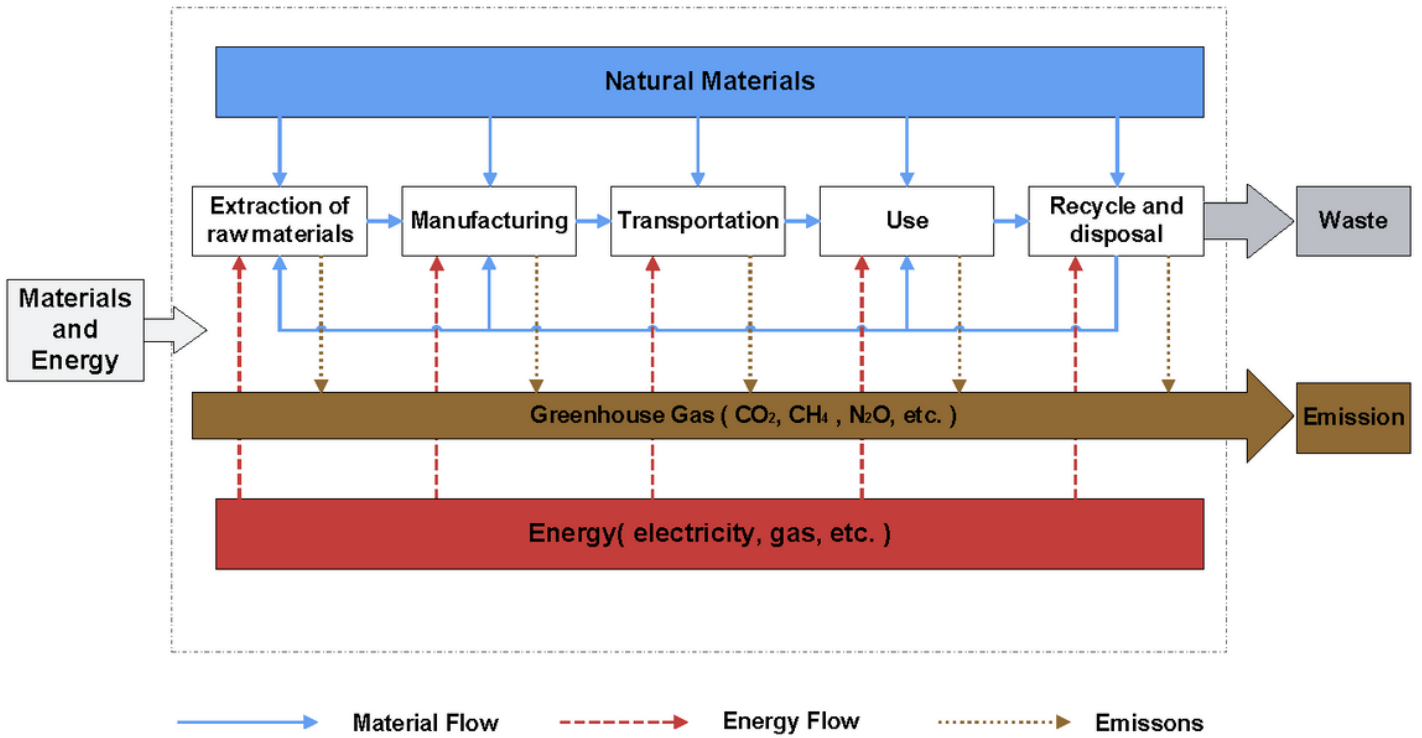 Natural Materials
Extraction of
raw materials
Manufacturing
Transportation
Use
Recycle and
disposal
Waste
Materials
and
Energy
Greenhouse Gas ( CO₂, CH₄ , N₂O, etc. )
Emission
Energy( electricity, gas, etc. )
Material Flow
Energy Flow
Emissons